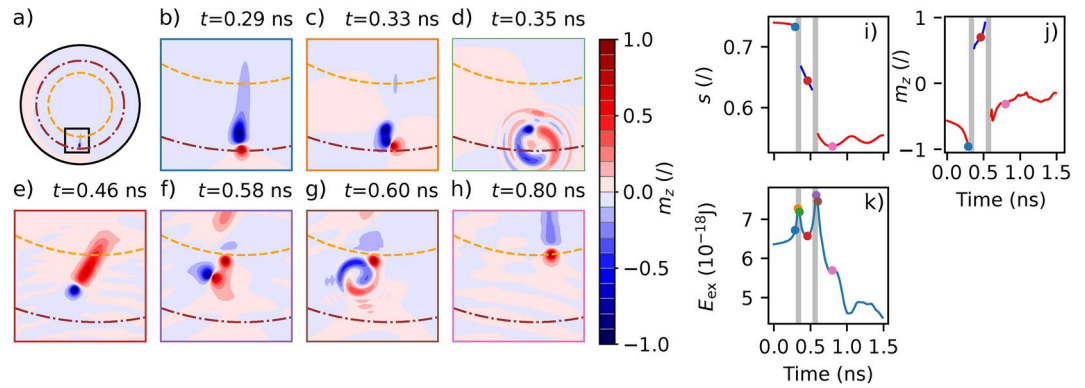 a)
b) t=0.29 ns
c) t=0.33 ns
d) t=0.35 ns
e) t=0.46 ns
f) t=0.58 ns
g) t=0.60 ns
h) t=0.80 ns
1.0
0.5
0.0
−0.5
−1.0
m_z (/)
i)
0.7
0.6
s (/)
j)
1
0
−1
m_z (/)
0.0 0.5 1.0 1.5
Time (ns)
k)
7
6
5
E_ex (10⁻¹⁸J)
0.0 0.5 1.0 1.5
Time (ns)